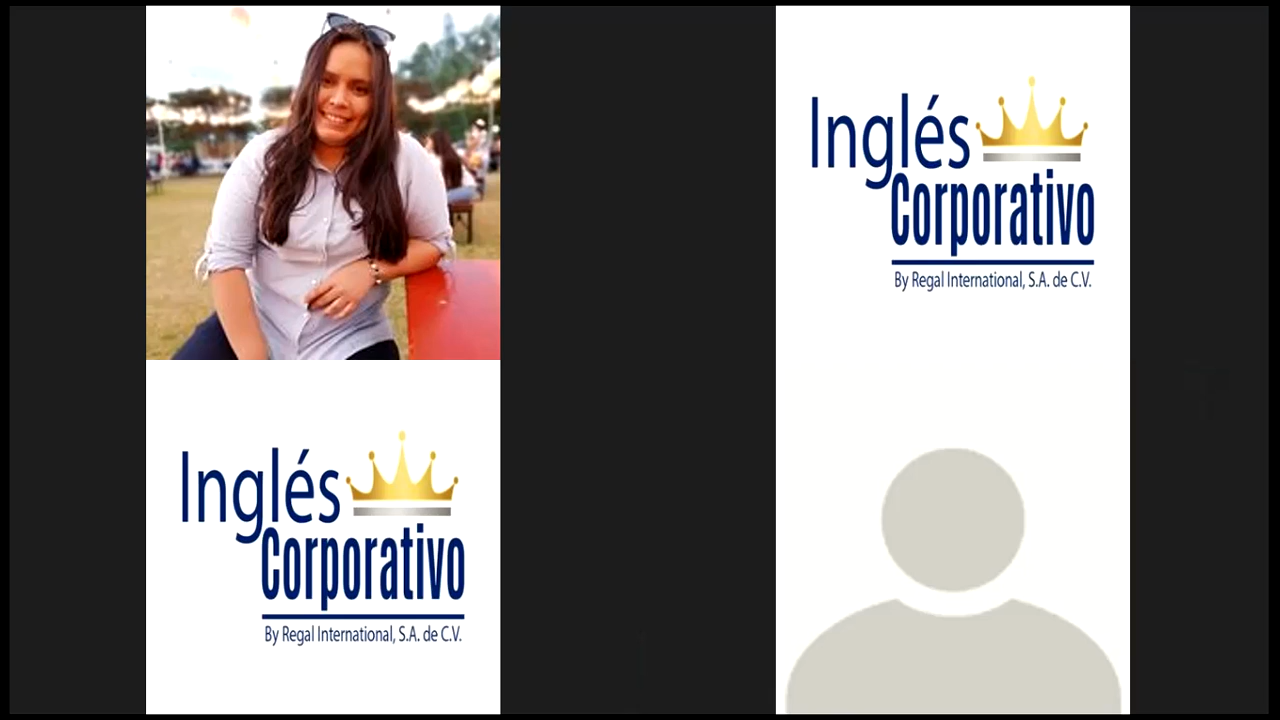 Inglés
Corporativo
By Regal International, S.A. de C.V.
Inglés
Corporativo
By Regal International, S.A. de C.V.